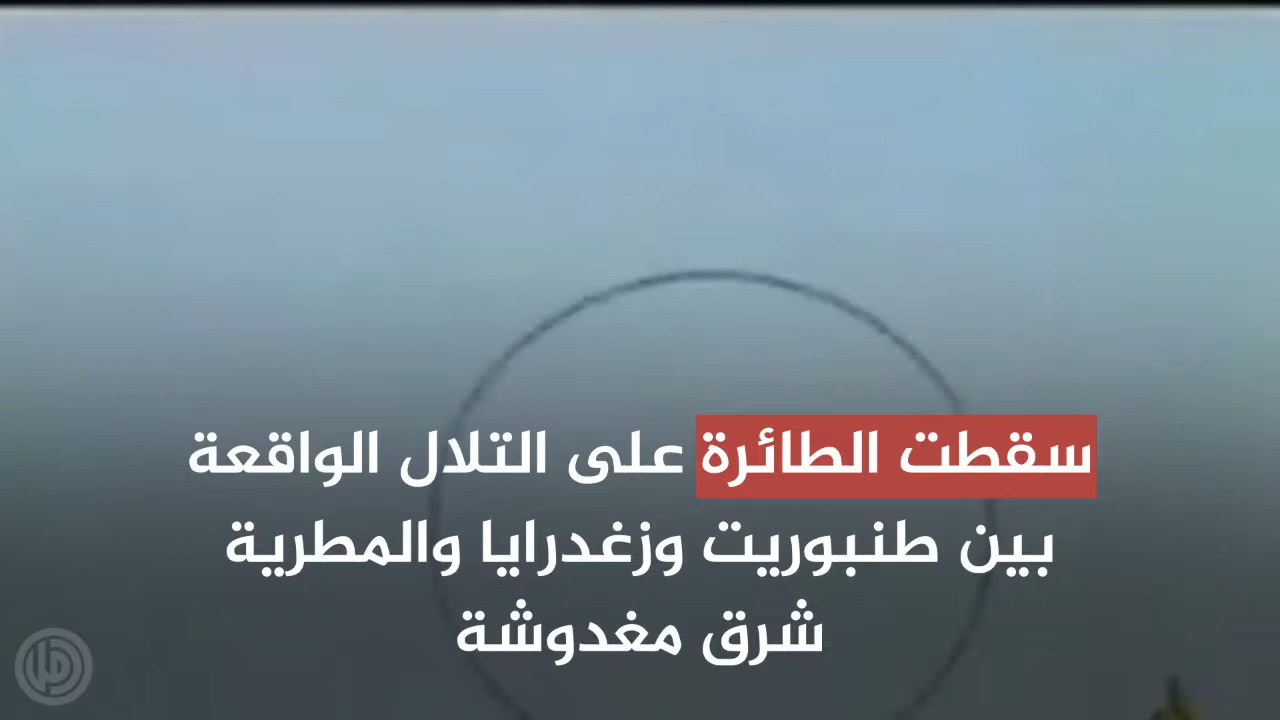 سقطت الطائرة على التلال الواقعة
بين طنبوريت وزغدرايا والمطرية
شرق مغدوشة